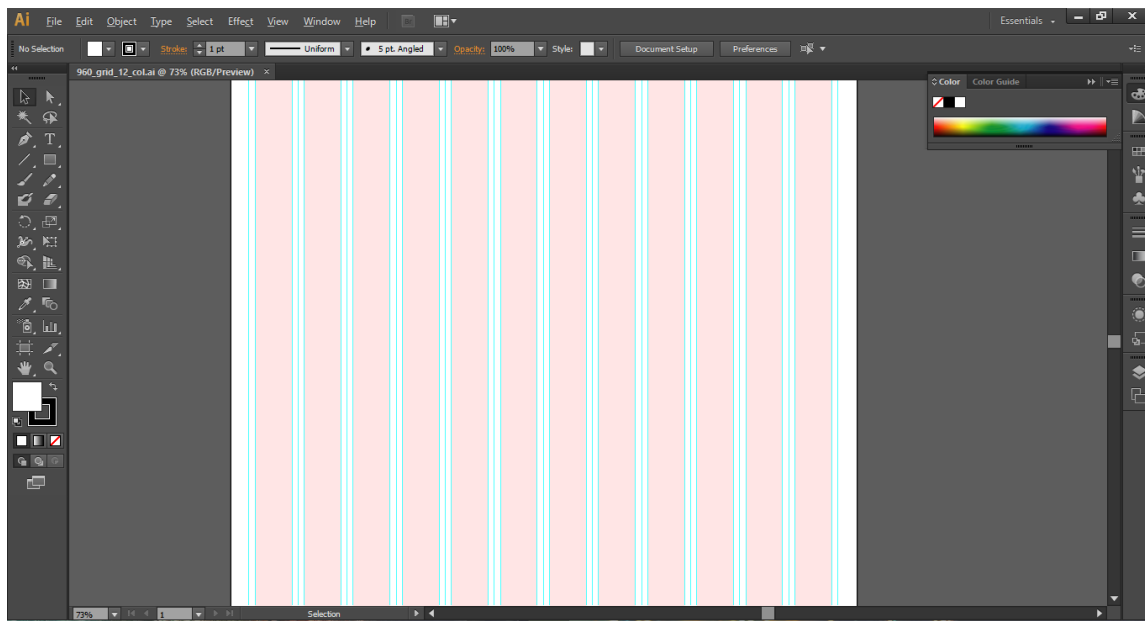 Ai File Edit Object Type Select Effect View Window Help Essentials
No Selection Stroke: 1 pt Uniform 5 pt. Angled Opacity: 100% Style: Document Setup Preferences
960_grid_12_col.ai @ 73% (RGB/Preview) ×
Color Color Guide
T
73% 1 Selection